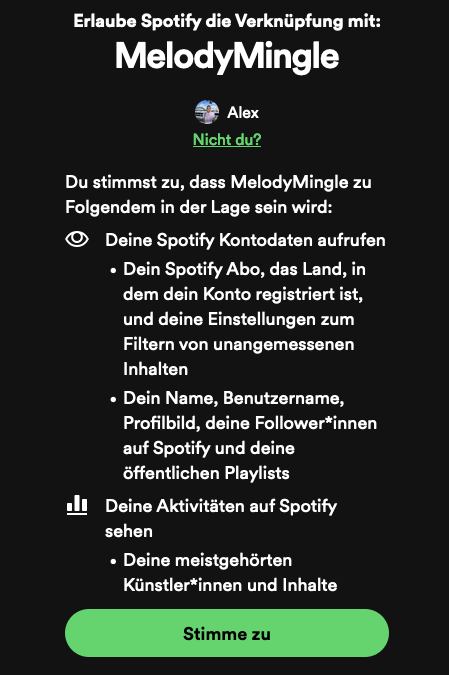 Erlaube Spotify die Verknüpfung mit:
MelodyMingle
Alex
Nicht du?
Du stimmst zu, dass MelodyMingle zu
Folgendem in der Lage sein wird:
Deine Spotify Kontodaten aufrufen
• Dein Spotify Abo, das Land, in
dem dein Konto registriert ist,
und deine Einstellungen zum
Filtern von unangemessenen
Inhalten
• Dein Name, Benutzername,
Profilbild, deine Follower*innen
auf Spotify und deine
öffentlichen Playlists
Deine Aktivitäten auf Spotify
sehen
• Deine meistgehörten
Künstler*innen und Inhalte
Stimme zu